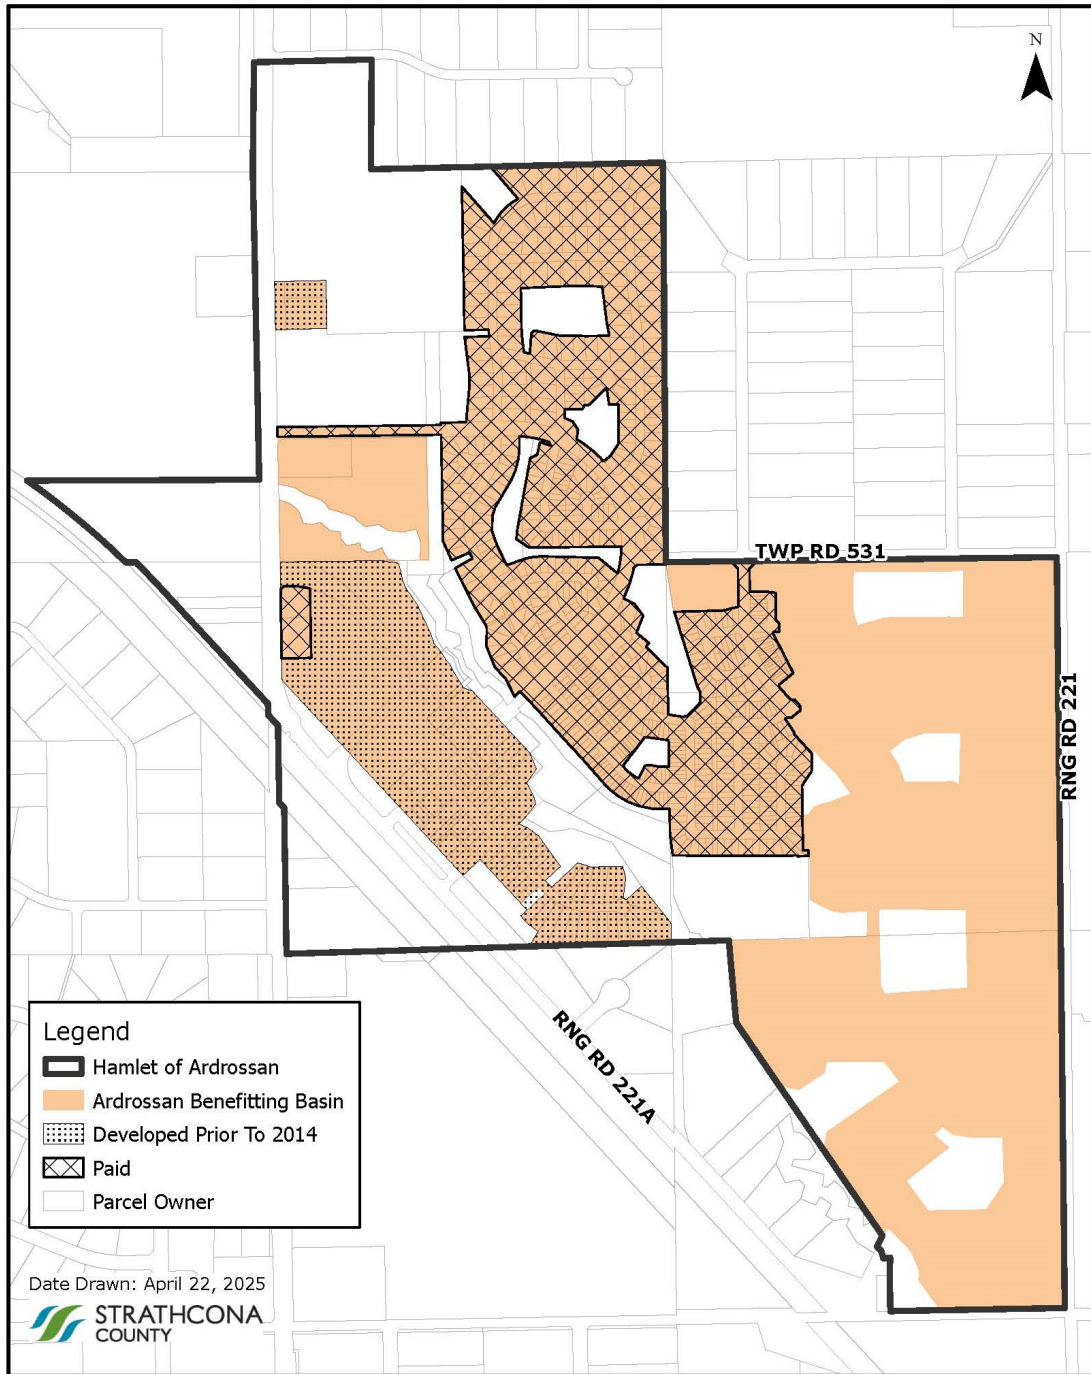 N
TWP RD 531
RNG RD 221
RNG RD 221A
Legend
Hamlet of Ardrossan
Ardrossan Benefitting Basin
Developed Prior To 2014
Paid
Parcel Owner
Date Drawn: April 22, 2025
STRATHCONA
COUNTY